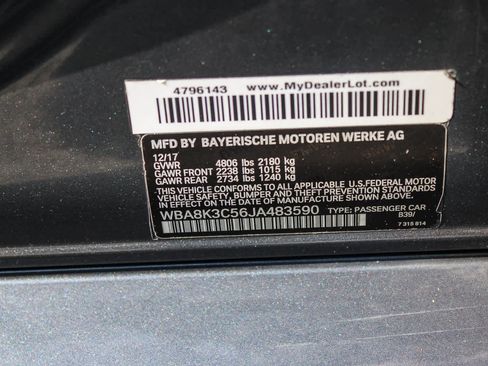 4796143 www.MyDealerLot.com
MFD BY BAYERISCHE MOTOREN WERKE AG
12/17
GVWR 4806 lbs 2180 kg
GAWR FRONT 2238 lbs 1015 kg
GAWR REAR 2734 lbs 1240 kg
THIS VEHICLE CONFORMS TO ALL APPLICABLE U.S. FEDERAL MOTOR
VEHICLE SAFETY AND THEFT PREVENTION STANDARDS IN EFFECT
ON THE DATE OF MANUFACTURE SHOWN ABOVE.
WBA8K3C56JA483590 TYPE: PASSENGER CAR
B39/
7 315 814